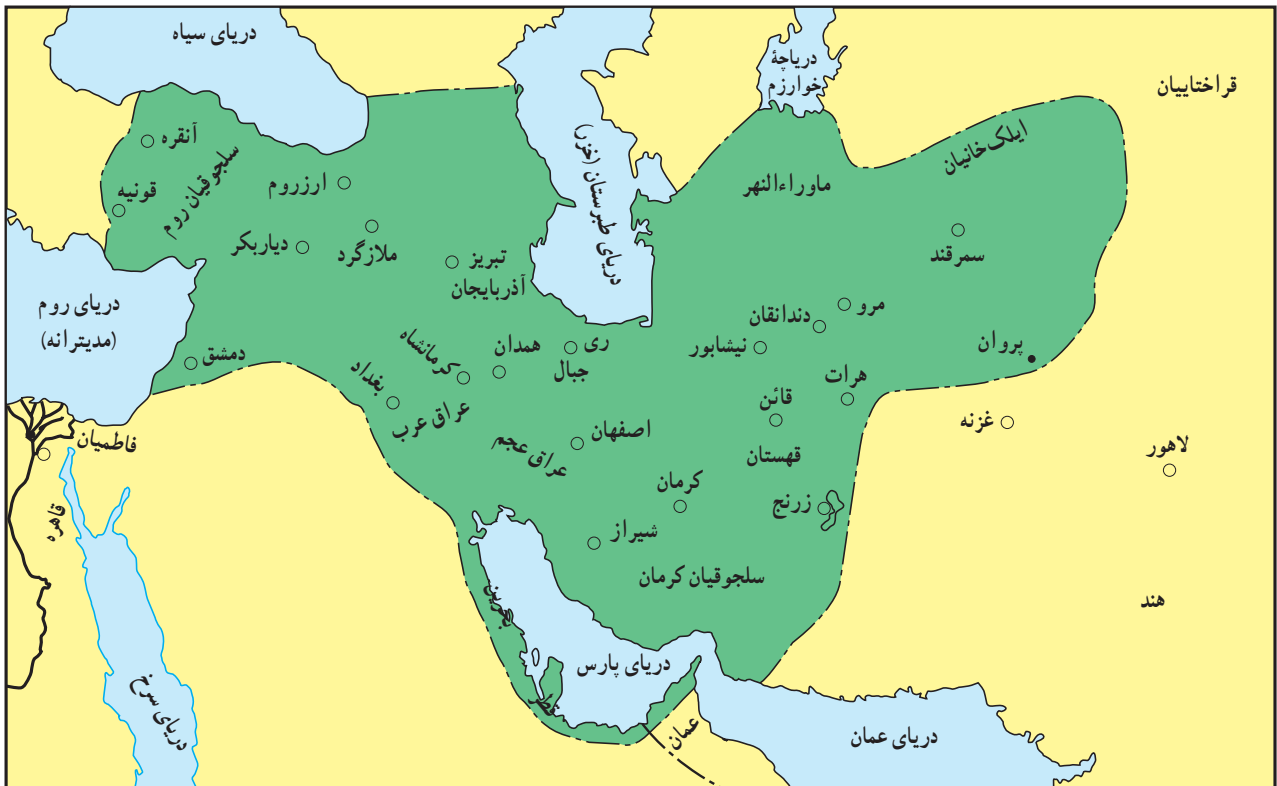 دریای سیاه
دریاچهٔ
خوارزم
قراختاییان
ایلک‌خانیان
آنقره
سلجوقیان روم
قونیه
ارزروم
دریای طبرستان (خزر)
ماوراءالنهر
دیاربکر
ملازگرد
تبریز
آذربایجان
سمرقند
دریای روم
(مدیترانه)
مرو
دندانقان
نیشابور
پروان
دمشق
کرمانشاه
همدان
ری
جبال
هرات
بغداد
عراق عرب
قائن
غزنه
فاطمیان
اصفهان
عراق عجم
قهستان
لاهور
قاهره
کرمان
زرنج
شیراز
سلجوقیان کرمان
هند
بحرین
دریای پارس
قطر
دریای سرخ
عمان
دریای عمان